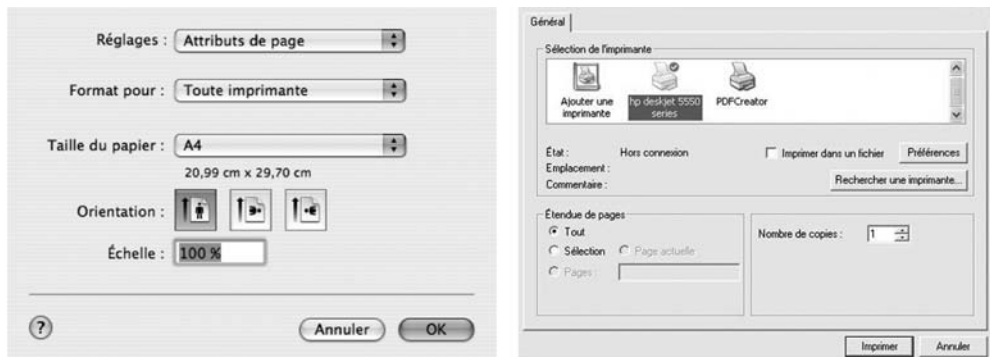 Réglages : Attributs de page
Format pour : Toute imprimante
Taille du papier : A4
20,99 cm x 29,70 cm
Orientation :
Échelle : 100 %
?
Annuler OK
Général
Sélection de l'imprimante
Ajouter une imprimante
hp deskjet 5550 series
PDFCreator
État : Hors connexion
Emplacement :
Commentaire :
Imprimer dans un fichier
Préférences
Rechercher une imprimante...
Étendue de pages
Tout
Sélection
Page actuelle
Pages :
Nombre de copies : 1
Imprimer Annuler